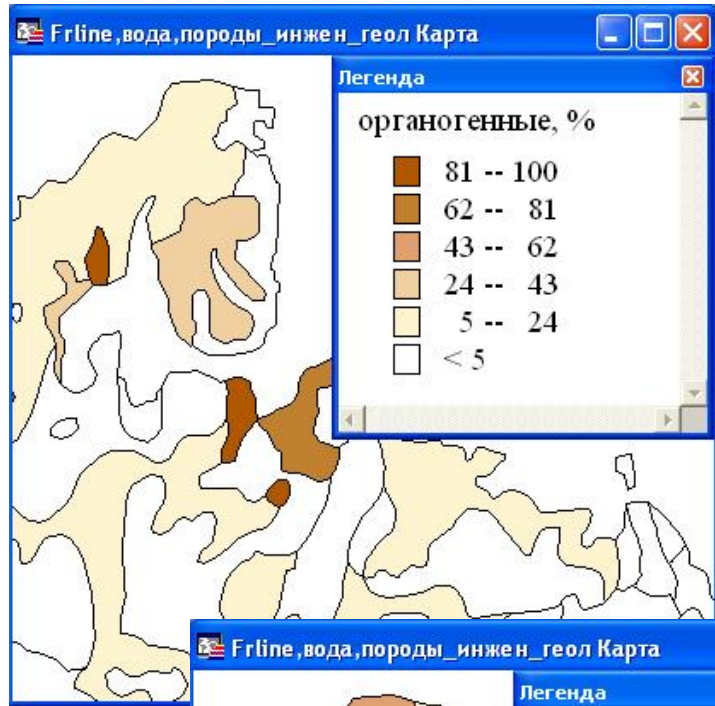 Frline,вода,породы_инжен_геол Карта
Легенда
органогенные, %
81 -- 100
62 -- 81
43 -- 62
24 -- 43
5 -- 24
< 5
Frline,вода,породы_инжен_геол Карта
Легенда